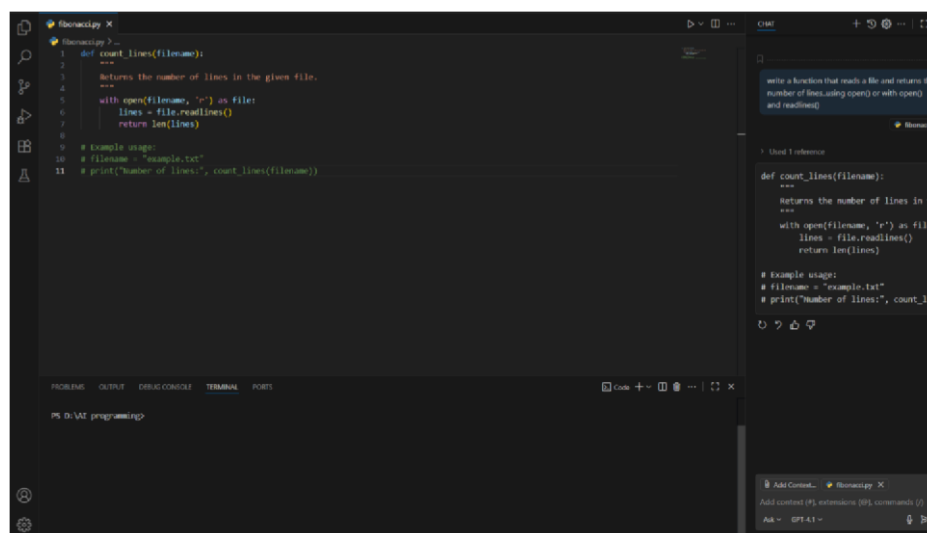 fibonacci.py
CHAT
fibonacci.py > ...
1 def count_lines(filename):
2 """
3 Returns the number of lines in the given file.
4 """
5 with open(filename, 'r') as file:
6 lines = file.readlines()
7 return len(lines)
8
9 # Example usage:
10 # filename = "example.txt"
11 # print("Number of lines:", count_lines(filename))
PROBLEMS OUTPUT DEBUG CONSOLE TERMINAL PORTS
Code
PS D:\AI programming>
write a function that reads a file and returns
number of lines..using open() or with open()
and readlines()
Used 1 reference
def count_lines(filename):
"""
Returns the number of lines in
"""
with open(filename, 'r') as
lines = file.readlines()
return len(lines)
# Example usage:
# filename = "example.txt"
# print("Number of lines:",
Add Context...
fibonacci.py
Add context (#), extensions (@), commands (/)
Ask
GPT-4.1